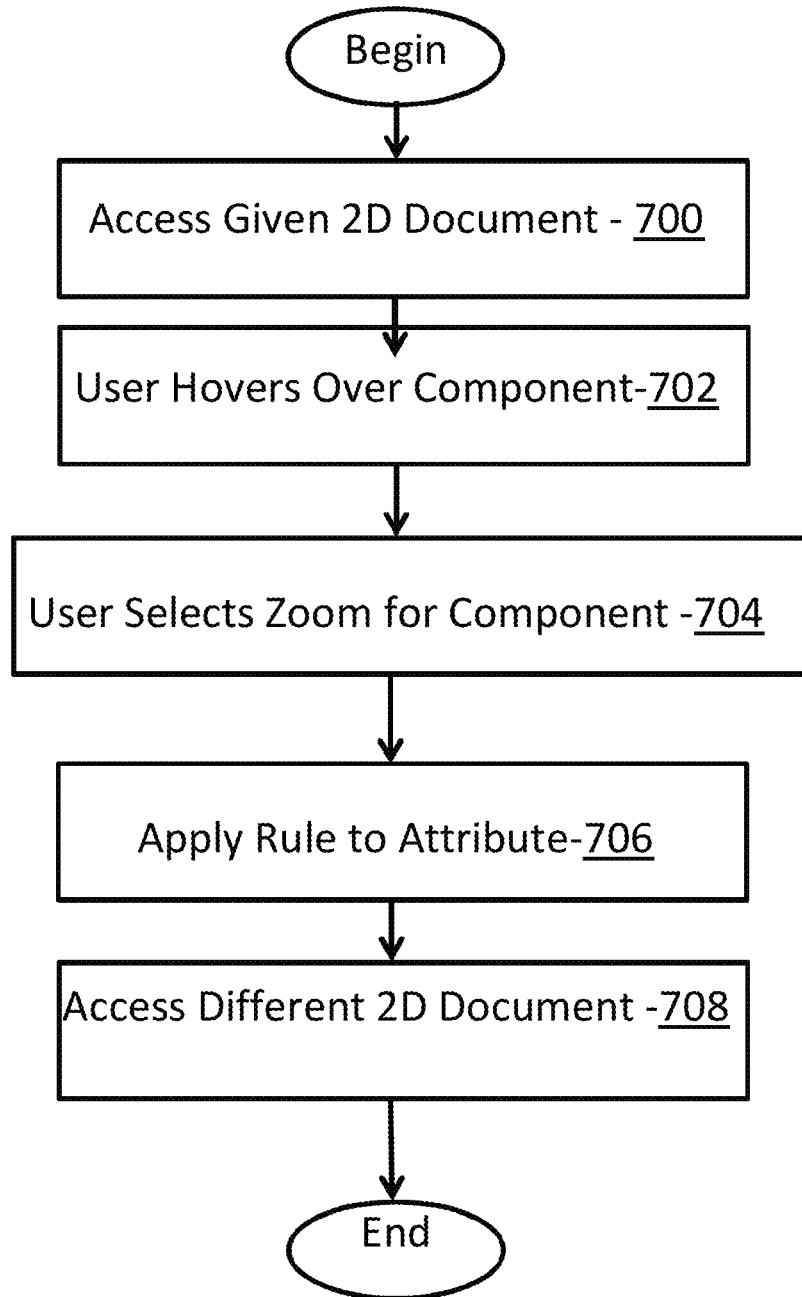 Begin
Access Given 2D Document - 700
User Hovers Over Component-702
User Selects Zoom for Component -704
Apply Rule to Attribute-706
Access Different 2D Document -708
End